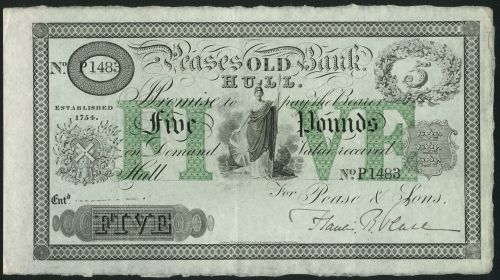 Peases OLD Bank.
No. P1483
HULL.
5
I Promise to pay the Bearer
ESTABLISHED
1754.
Five Pounds
FIVE
on Demand Value received
Hull No. P1483
For Pease & Sons.
Entd.
FIVE